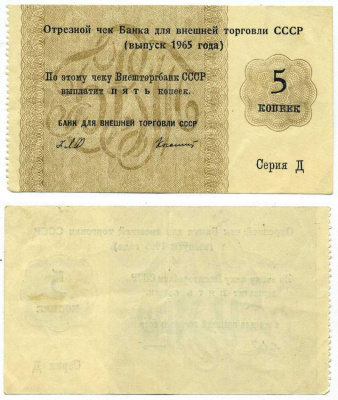 Отрезной чек Банка для внешней торговли СССР
(выпуск 1965 года)
По этому чеку Внешторгбанк СССР
выплатит пять копеек.
5
КОПЕЕК
БАНК ДЛЯ ВНЕШНЕЙ ТОРГОВЛИ СССР
Серия Д